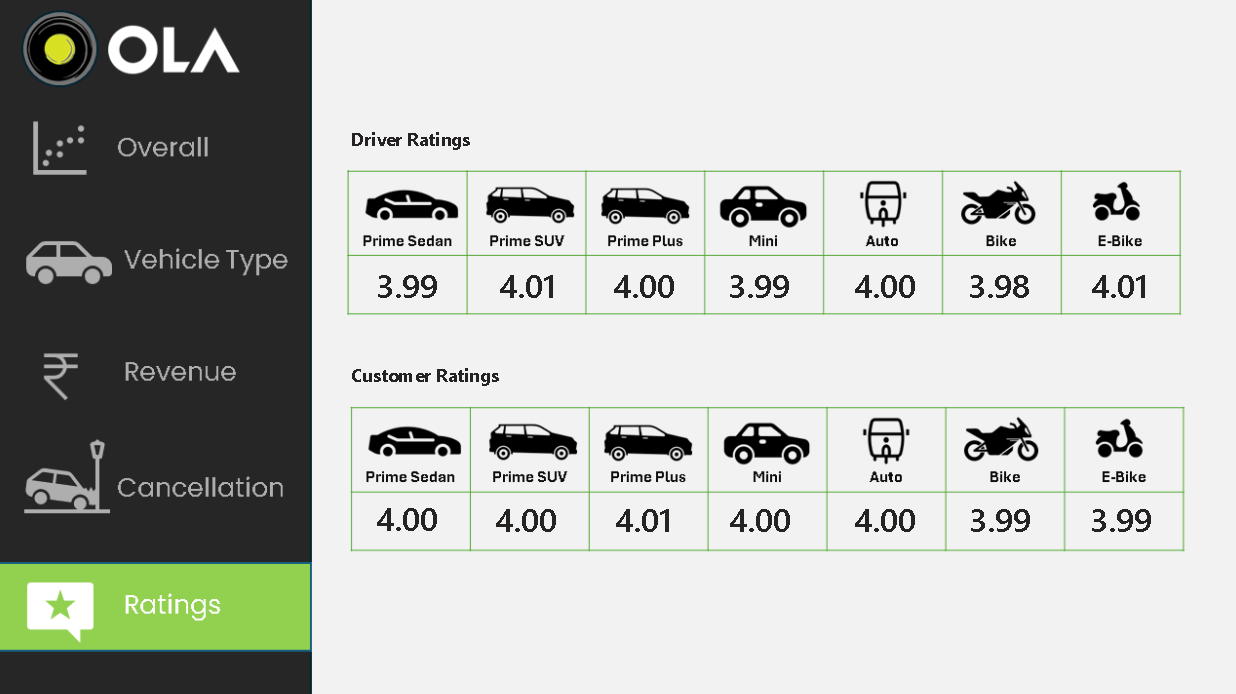 OLA
Overall
Vehicle Type
Revenue
Cancellation
Ratings
Driver Ratings
Prime Sedan Prime SUV Prime Plus Mini Auto Bike E-Bike
3.99 4.01 4.00 3.99 4.00 3.98 4.01
Customer Ratings
Prime Sedan Prime SUV Prime Plus Mini Auto Bike E-Bike
4.00 4.00 4.01 4.00 4.00 3.99 3.99